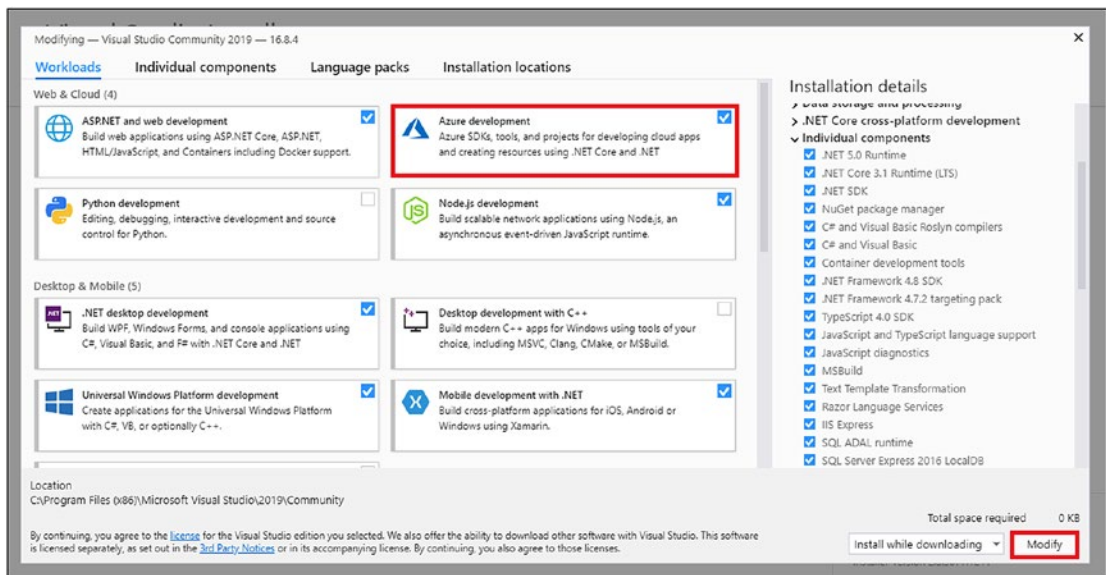 Modifying — Visual Studio Community 2019 — 16.8.4
Workloads Individual components Language packs Installation locations
Web & Cloud (4)
ASP.NET and web development
Build web applications using ASP.NET Core, ASP.NET,
HTML/JavaScript, and Containers including Docker support.
Azure development
Azure SDKs, tools, and projects for developing cloud apps
and creating resources using .NET Core and .NET
Python development
Editing, debugging, interactive development and source
control for Python.
Node.js development
Build scalable network applications using Node.js, an
asynchronous event-driven JavaScript runtime.
Desktop & Mobile (5)
.NET desktop development
Build WPF, Windows Forms, and console applications using
C#, Visual Basic, and F# with .NET Core and .NET
Desktop development with C++
Build modern C++ apps for Windows using tools of your
choice, including MSVC, Clang, CMake, or MSBuild.
Universal Windows Platform development
Create applications for the Universal Windows Platform
with C#, VB, or optionally C++.
Mobile development with .NET
Build cross-platform applications for iOS, Android or
Windows using Xamarin.
Installation details
Data storage and processing
.NET Core cross-platform development
Individual components
.NET 5.0 Runtime
.NET Core 3.1 Runtime (LTS)
.NET SDK
NuGet package manager
C# and Visual Basic Roslyn compilers
C# and Visual Basic
Container development tools
.NET Framework 4.8 SDK
.NET Framework 4.7.2 targeting pack
TypeScript 4.0 SDK
JavaScript and TypeScript language support
JavaScript diagnostics
MSBuild
Text Template Transformation
Razor Language Services
IIS Express
SQL ADAL runtime
SQL Server Express 2016 LocalDB
Location
C:\Program Files (x86)\Microsoft Visual Studio\2019\Community
Total space required 0 KB
By continuing, you agree to the license for the Visual Studio edition you selected. We also offer the ability to download other software with Visual Studio. This software
is licensed separately, as set out in the 3rd Party Notices or in its accompanying license. By continuing, you also agree to those licenses.
Install while downloading Modify